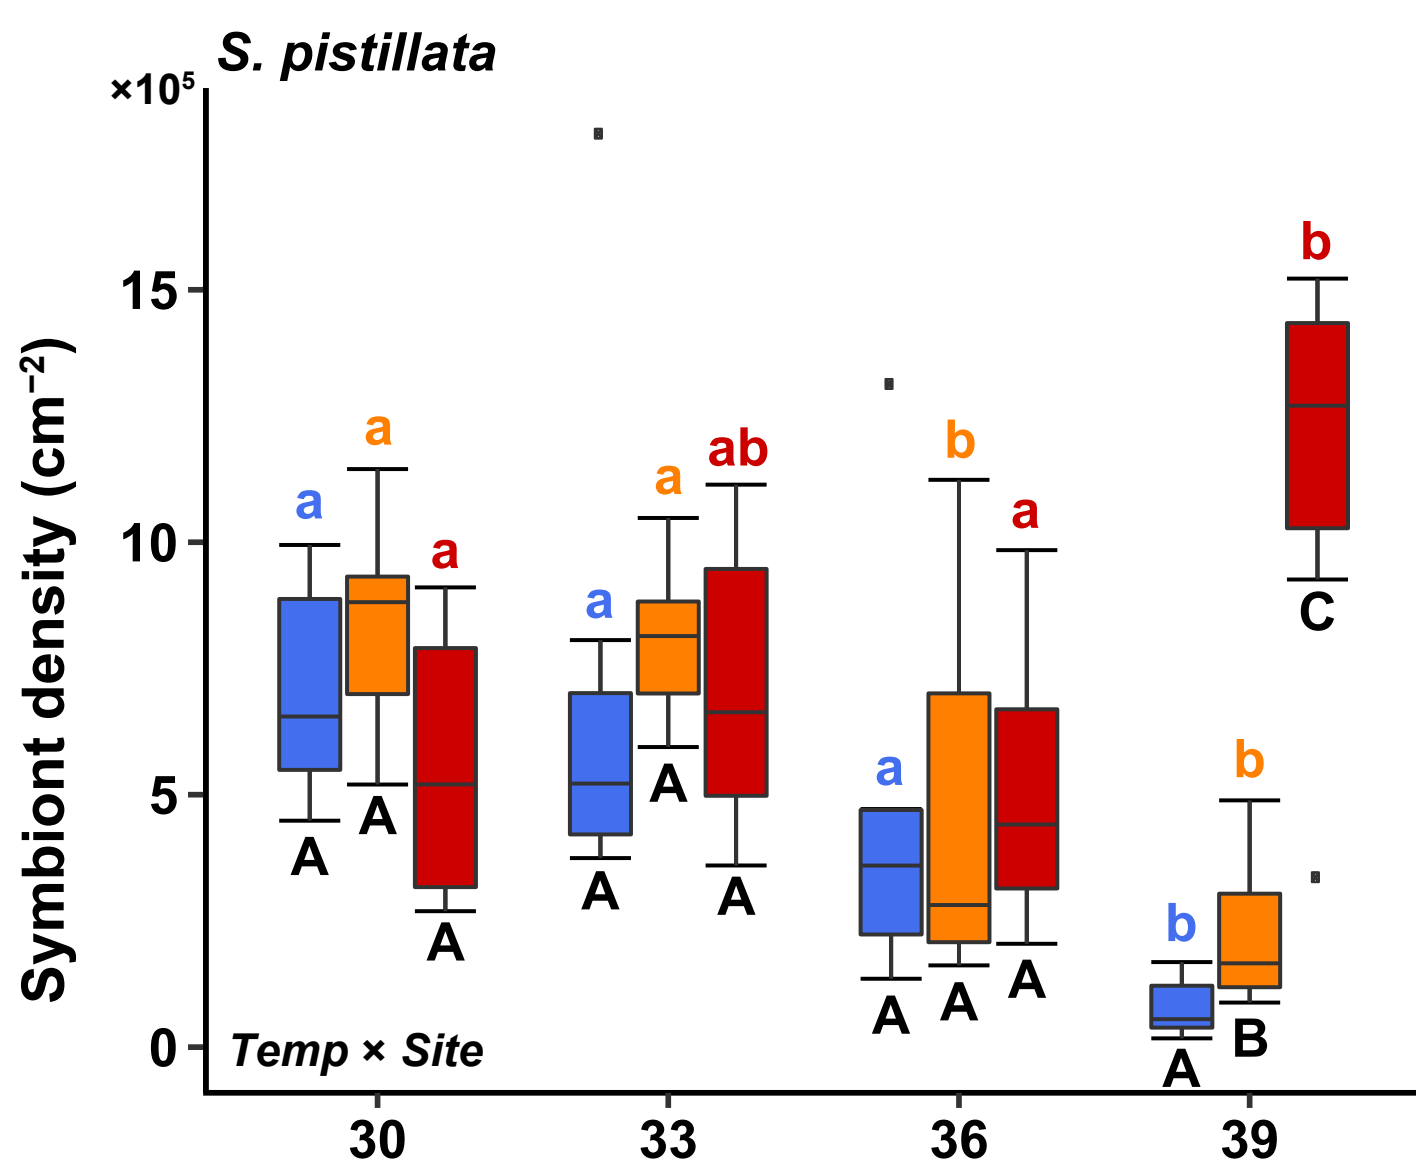 S. pistillata
×10⁵
Symbiont density (cm⁻²)
15
10
5
0
a a a
A A A
a a ab
A A A
a b a
A A A
b b b
A B C
Temp × Site
30 33 36 39